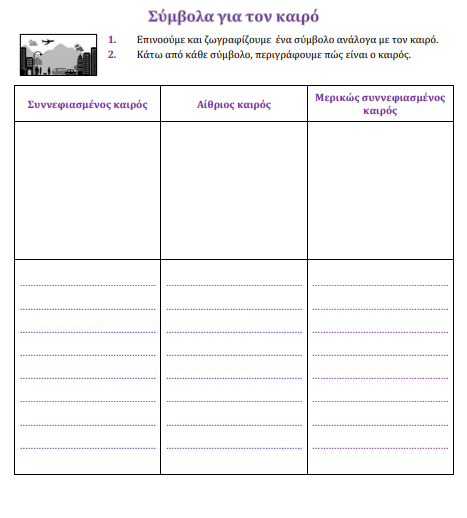 Σύμβολα για τον καιρό
1. Επινοούμε και ζωγραφίζουμε ένα σύμβολο ανάλογα με τον καιρό.
2. Κάτω από κάθε σύμβολο, περιγράφουμε πώς είναι ο καιρός.
Συννεφιασμένος καιρός
Αίθριος καιρός
Μερικώς συννεφιασμένος
καιρός